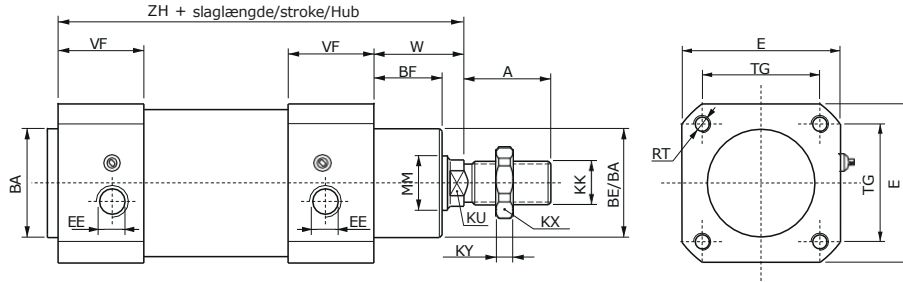 ZH + slaglængde/stroke/Hub
VF
VF
W
BF
A
BA
EE
EE
MM
KU
KY
KX
KK
BE/BA
E
TG
RT
TG
E